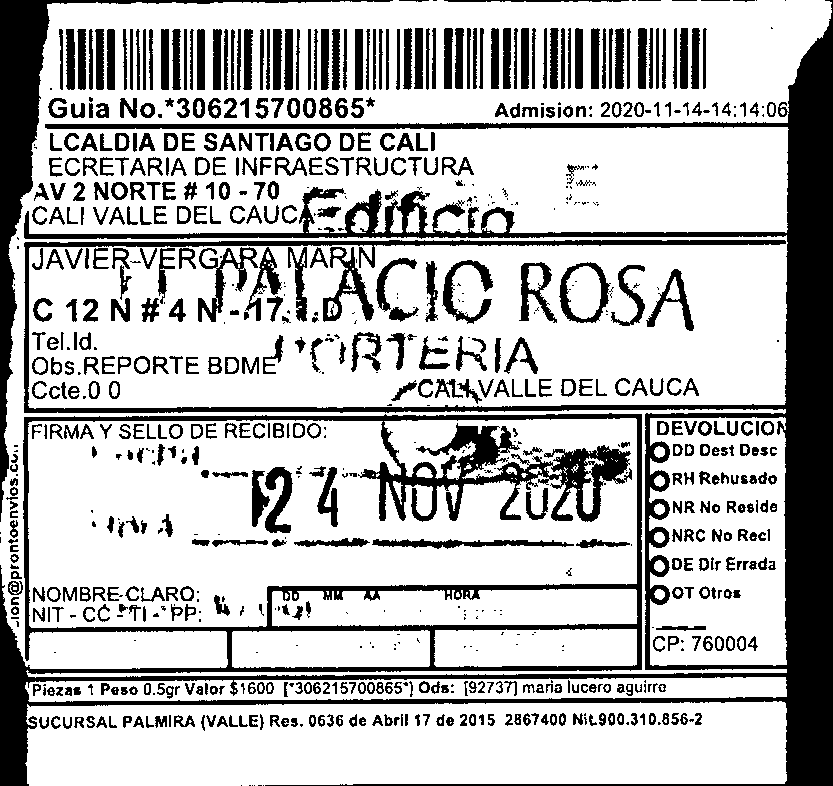 Guia No.*306215700865*
Admision: 2020-11-14-14:14:06
LCALDIA DE SANTIAGO DE CALI
ECRETARIA DE INFRAESTRUCTURA
AV 2 NORTE # 10 - 70
CALI VALLE DEL CAUCA
Edificio
JAVIER VERGARA MARIN
PALACIO ROSA
C 12 N # 4 N - 17
Tel.Id.
PORTERIA
Obs.REPORTE BDME
Ccte.0 0
CALI VALLE DEL CAUCA
FIRMA Y SELLO DE RECIBIDO:
24 NOV 2020
NOMBRE CLARO:
DD MM AA HORA
NIT - CC - TI - PP:
DEVOLUCION
DD Dest Desc
RH Rehusado
NR No Reside
NRC No Recl
DE Dir Errada
OT Otros
CP: 760004
ion@prontoenvios.co
Piezas 1 Peso 0.5gr Valor $1600 [*306215700865*] Ods: [92737] maria lucero aguirre
SUCURSAL PALMIRA (VALLE) Res. 0636 de Abril 17 de 2015 2867400 Nit.900.310.856-2